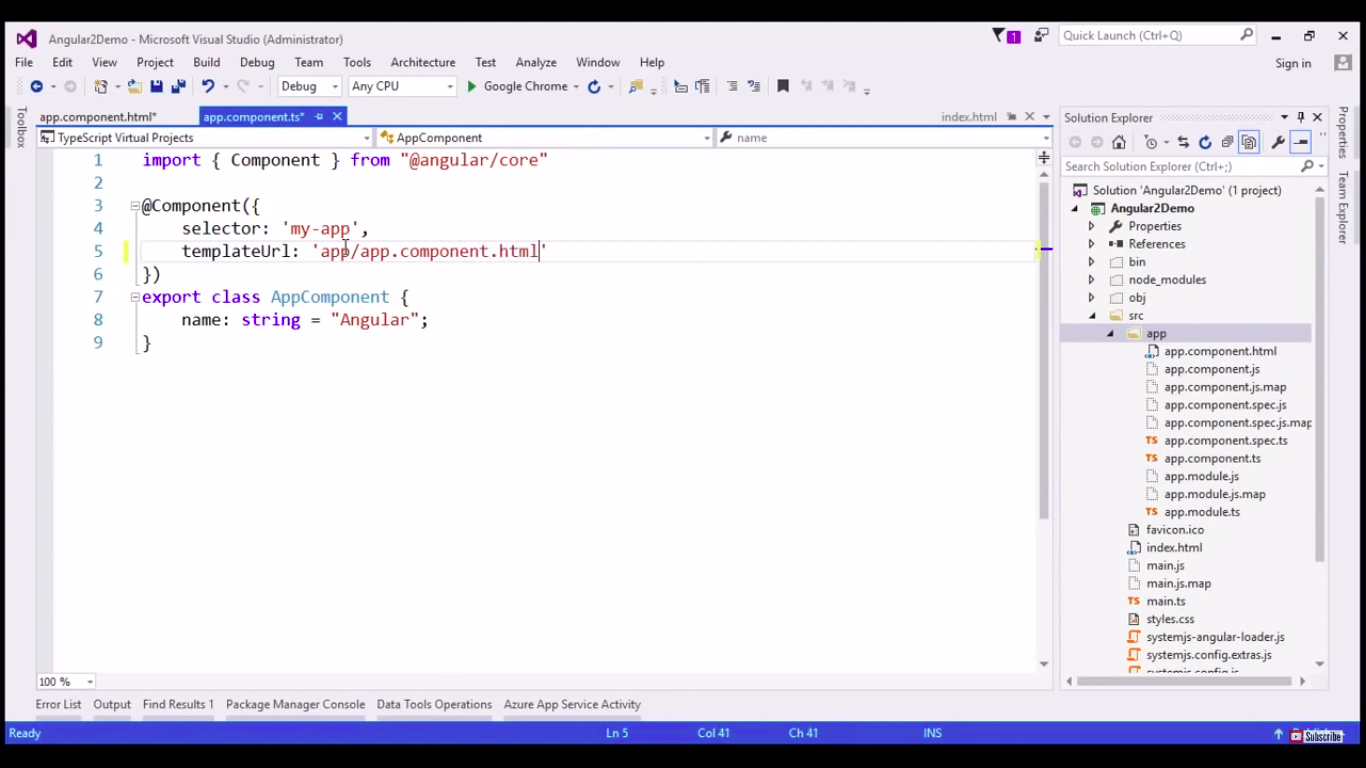 Angular2Demo - Microsoft Visual Studio (Administrator)
1
Quick Launch (Ctrl+Q)
File Edit View Project Build Debug Team Tools Architecture Test Analyze Window Help
Sign in
Debug Any CPU Google Chrome
Toolbox
app.component.html* app.component.ts* index.html
TypeScript Virtual Projects AppComponent name
1 import { Component } from "@angular/core"
2
3 @Component({
4 selector: 'my-app',
5 templateUrl: 'app/app.component.html'
6 })
7 export class AppComponent {
8 name: string = "Angular";
9 }
100 %
Solution Explorer
Search Solution Explorer (Ctrl+;)
Solution 'Angular2Demo' (1 project)
Angular2Demo
Properties
References
bin
node_modules
obj
src
app
app.component.html
app.component.js
app.component.js.map
app.component.spec.js
app.component.spec.js.map
TS app.component.spec.ts
TS app.component.ts
app.module.js
app.module.js.map
TS app.module.ts
favicon.ico
index.html
main.js
main.js.map
TS main.ts
styles.css
systemjs-angular-loader.js
systemjs.config.extras.js
systemjs.config.js
Properties
Team Explorer
Error List Output Find Results 1 Package Manager Console Data Tools Operations Azure App Service Activity
Ready Ln 5 Col 41 Ch 41 INS
Subscribe